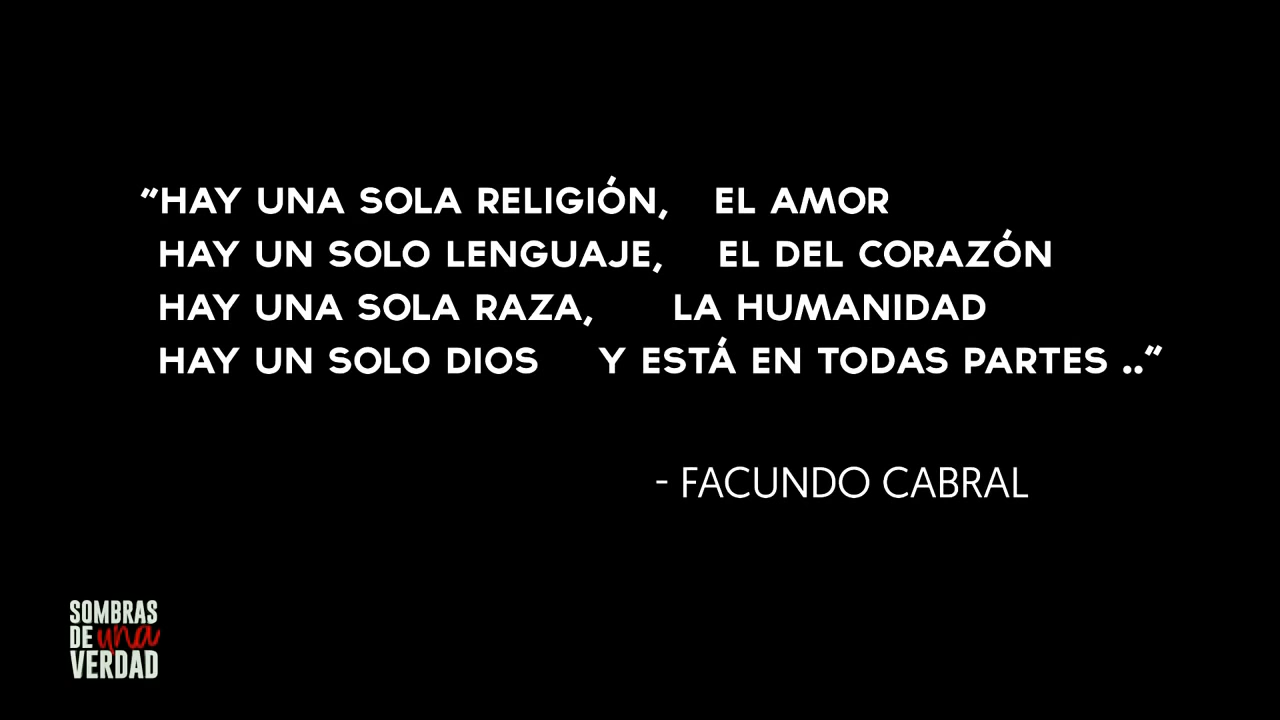 "HAY UNA SOLA RELIGIÓN, EL AMOR
HAY UN SOLO LENGUAJE, EL DEL CORAZÓN
HAY UNA SOLA RAZA, LA HUMANIDAD
HAY UN SOLO DIOS Y ESTÁ EN TODAS PARTES .."
- FACUNDO CABRAL
SOMBRAS
DE una
VERDAD